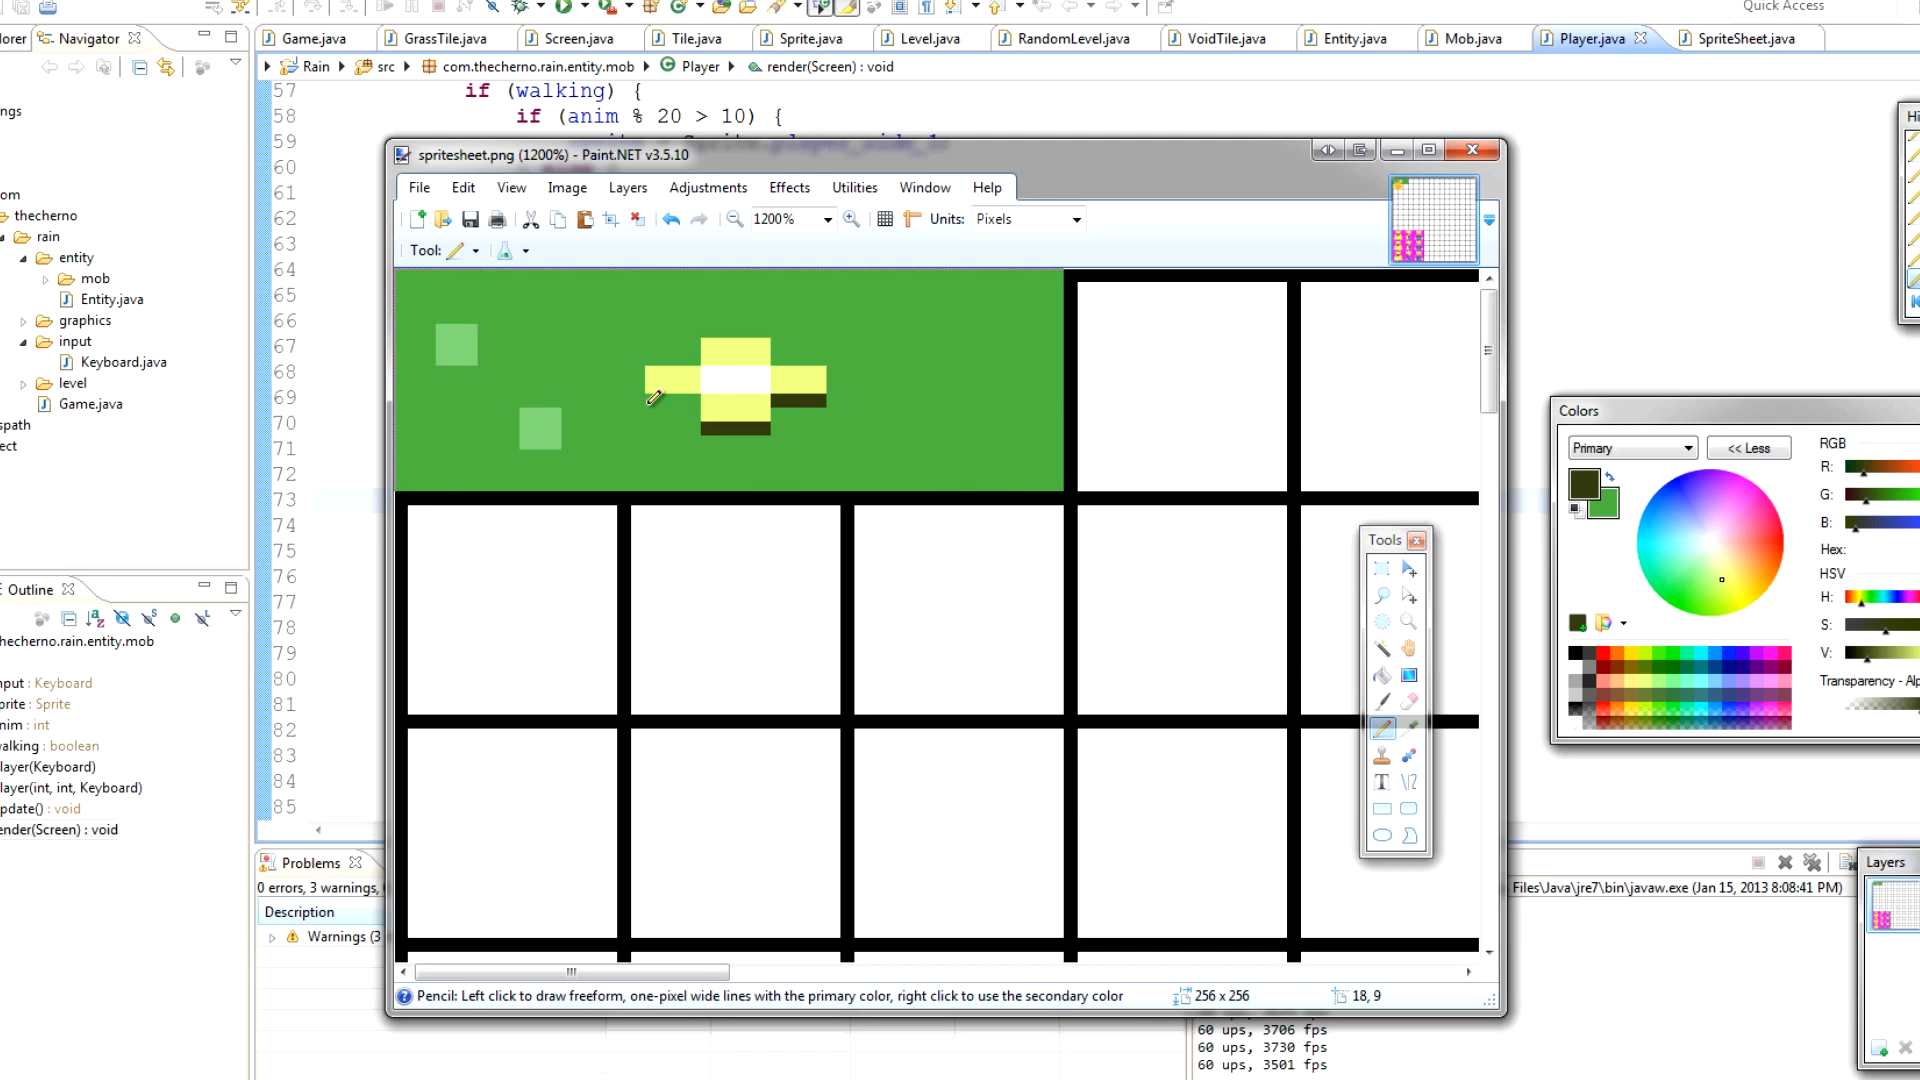 Quick Access
orer Navigator
Game.java GrassTile.java Screen.java Tile.java Sprite.java Level.java RandomLevel.java VoidTile.java Entity.java Mob.java Player.java SpriteSheet.java
Rain src com.thecherno.rain.entity.mob Player render(Screen) : void
57 if (walking) {
58 if (anim % 20 > 10) {
59
60
61
62
63
64
65
66
67
68
69
70
71
72
73
74
75
76
77
78
79
80
81
82
83
84
85
ngs
om
thecherno
rain
entity
mob
Entity.java
graphics
input
Keyboard.java
level
Game.java
spath
ect
Outline
hecherno.rain.entity.mob
nput : Keyboard
prite : Sprite
nim : int
valking : boolean
layer(Keyboard)
layer(int, int, Keyboard)
pdate() : void
ender(Screen) : void
spritesheet.png (1200%) - Paint.NET v3.5.10
File Edit View Image Layers Adjustments Effects Utilities Window Help
1200% Units: Pixels
Tool:
Tools
Pencil: Left click to draw freeform, one-pixel wide lines with the primary color, right click to use the secondary color
256 x 256
18, 9
Hi
Colors
Primary << Less
RGB
R:
G:
B:
Hex:
HSV
H:
S:
V:
Transparency - Alp
Layers
Problems
0 errors, 3 warnings,
Description
Warnings (3
Files\Java\jre7\bin\javaw.exe (Jan 15, 2013 8:08:41 PM)
60 ups, 3706 fps
60 ups, 3730 fps
60 ups, 3501 fps